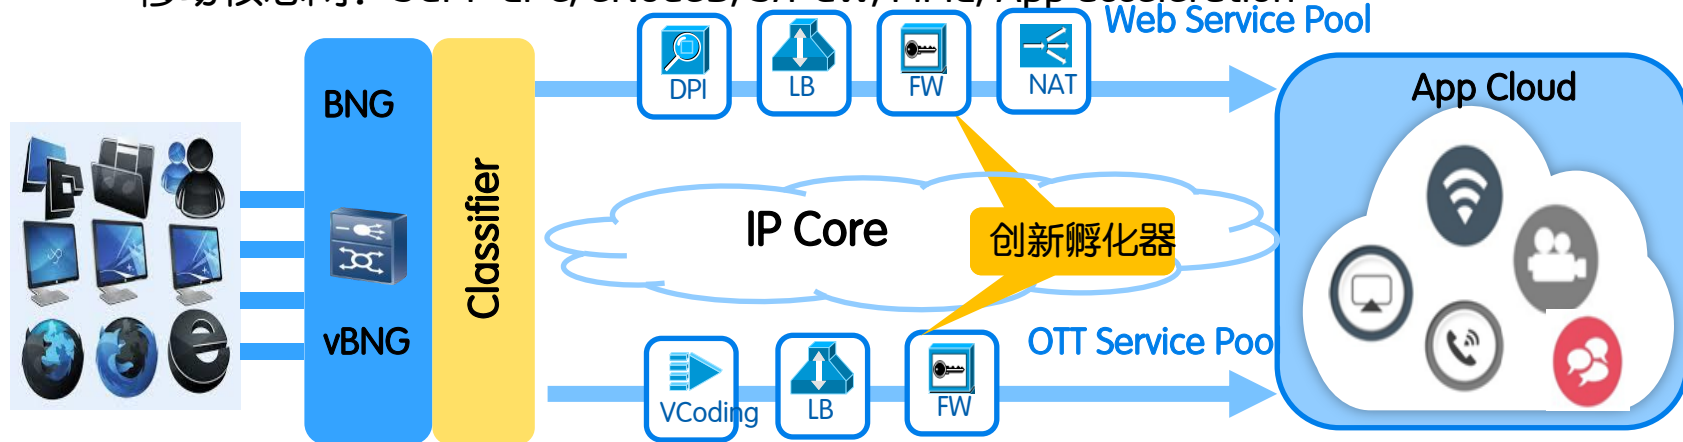 Web Service Pool
BNG
DPI
LB
FW
NAT
App Cloud
Classifier
IP Core
创新孵化器
vBNG
OTT Service Pool
VCoding
LB
FW